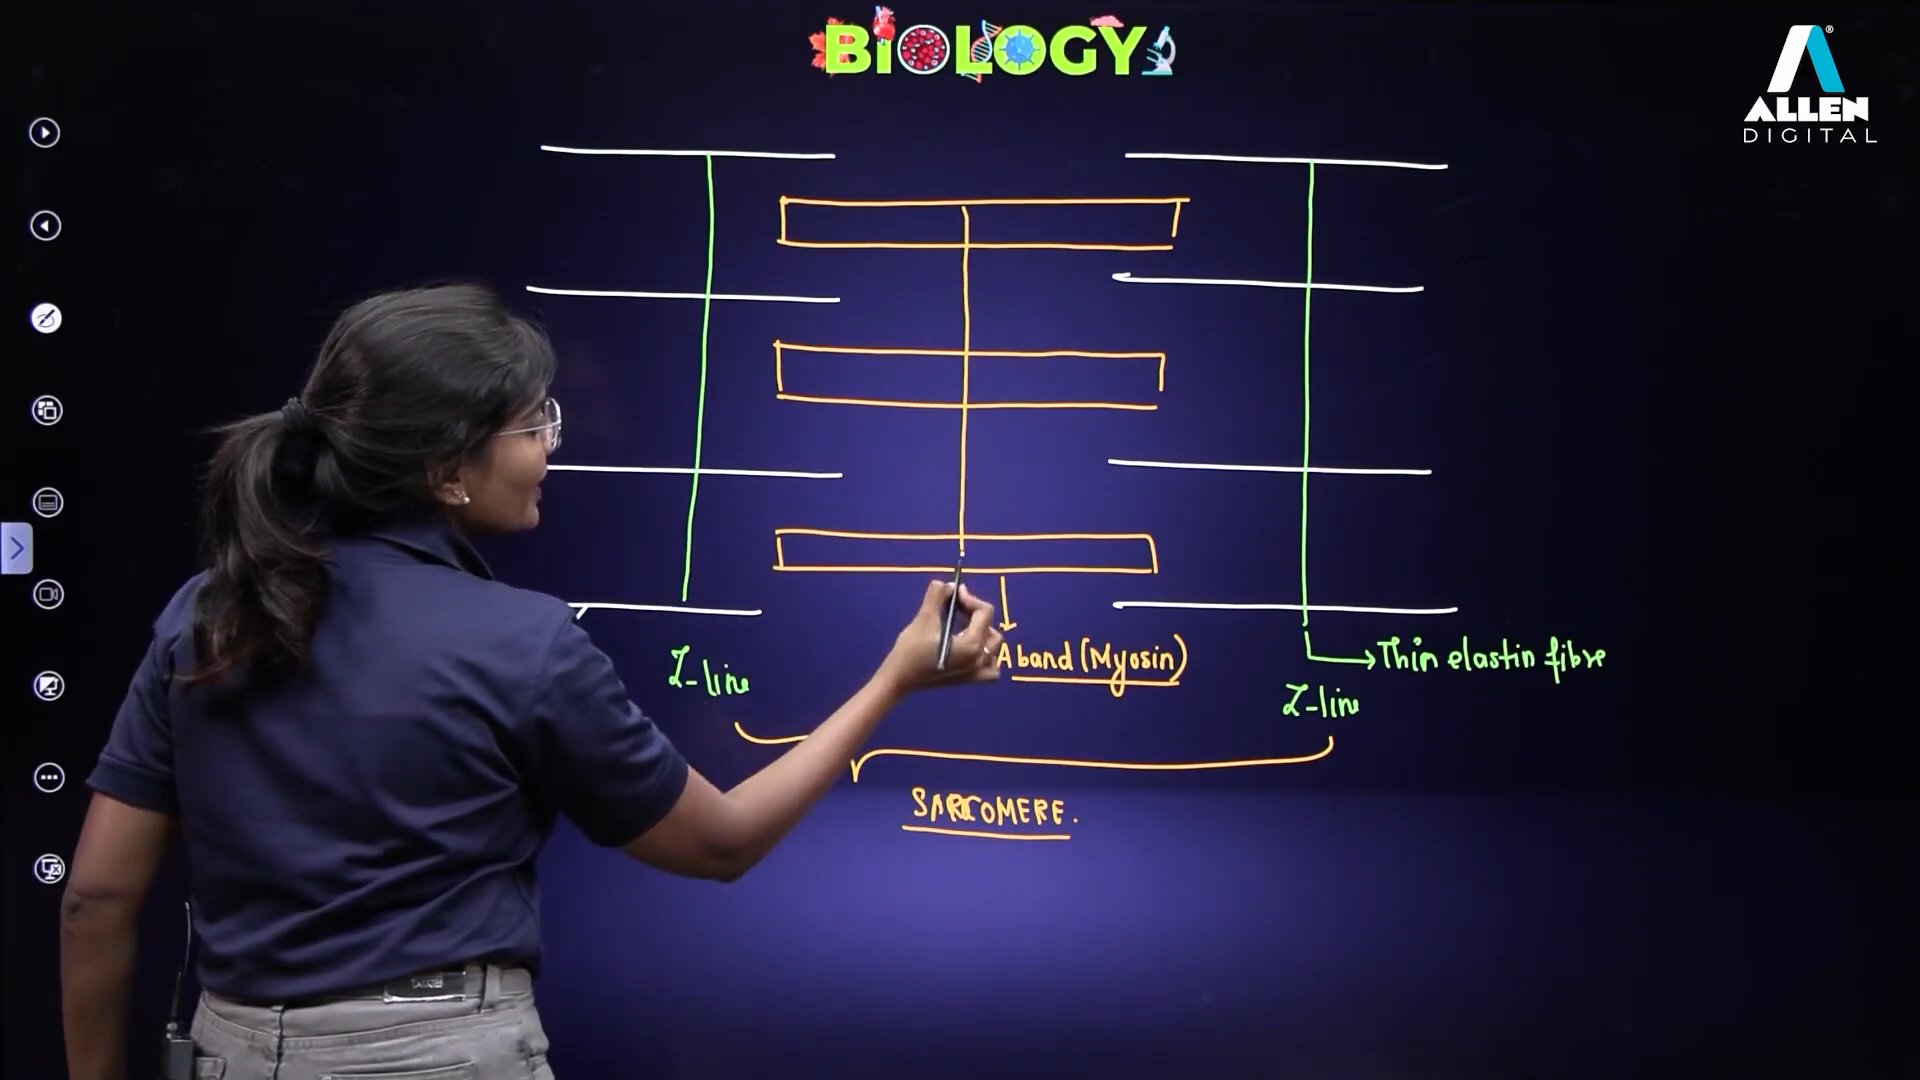 BIOLOGY
ALLEN
DIGITAL
A band (Myosin)
Thin elastin fibre
Z-line
Z-line
SARCOMERE.